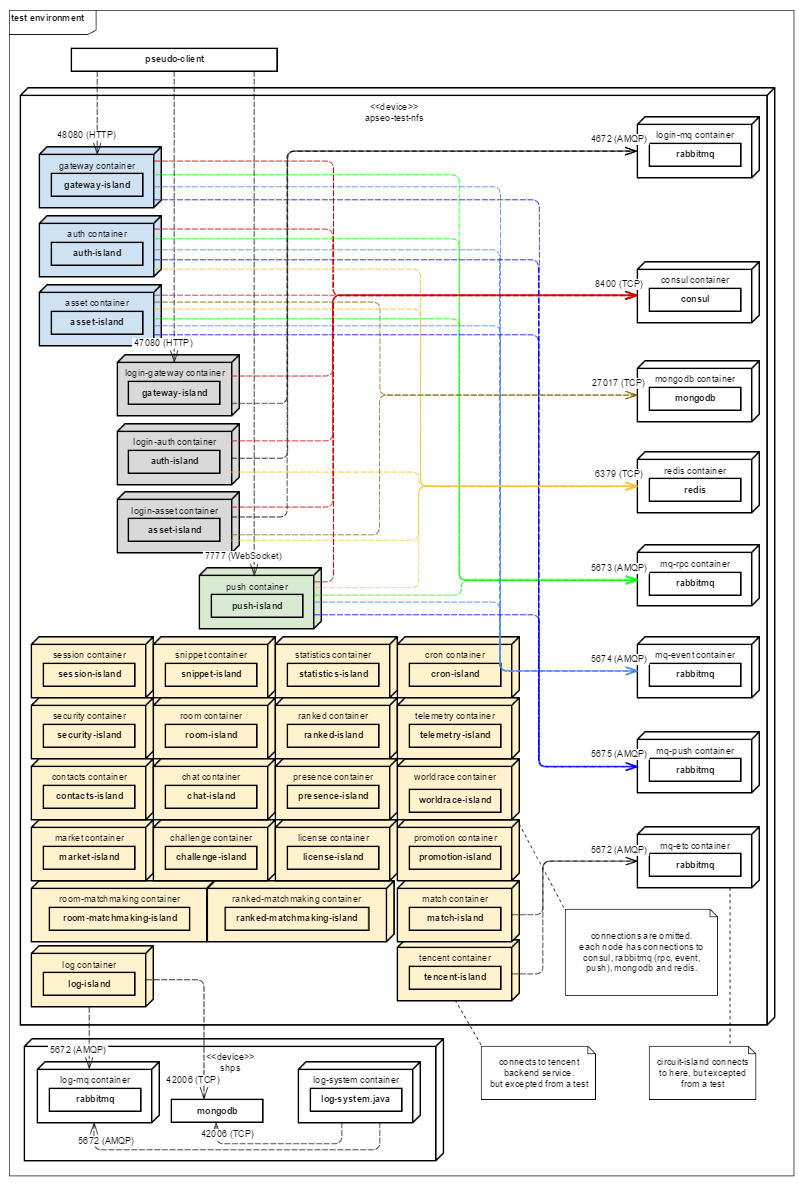 test environment
pseudo-client
<<device>>
apseo-test-nfs
48080 (HTTP)
4672 (AMQP)
login-mq container
rabbitmq
gateway container
gateway-island
auth container
auth-island
8400 (TCP)
consul container
consul
asset container
asset-island
47080 (HTTP)
login-gateway container
gateway-island
27017 (TCP)
mongodb container
mongodb
login-auth container
auth-island
6379 (TCP)
redis container
redis
login-asset container
asset-island
7777 (WebSocket)
push container
push-island
5673 (AMQP)
mq-rpc container
rabbitmq
session container
session-island
snippet container
snippet-island
statistics container
statistics-island
cron container
cron-island
5674 (AMQP)
mq-event container
rabbitmq
security container
security-island
room container
room-island
ranked container
ranked-island
telemetry container
telemetry-island
5675 (AMQP)
mq-push container
rabbitmq
contacts container
contacts-island
chat container
chat-island
presence container
presence-island
worldrace container
worldrace-island
market container
market-island
challenge container
challenge-island
license container
license-island
promotion container
promotion-island
5672 (AMQP)
mq-etc container
rabbitmq
room-matchmaking container
room-matchmaking-island
ranked-matchmaking container
ranked-matchmaking-island
match container
match-island
connections are omitted.
each node has connections to
consul, rabbitmq (rpc, event,
push), mongodb and redis.
log container
log-island
tencent container
tencent-island
5672 (AMQP)
<<device>>
shps
connects to tencent
backend service.
but excepted from a test
circuit-island connects
to here, but excepted
from a test
log-mq container
rabbitmq
42006 (TCP)
mongodb
log-system container
log-system.java
5672 (AMQP)
42006 (TCP)